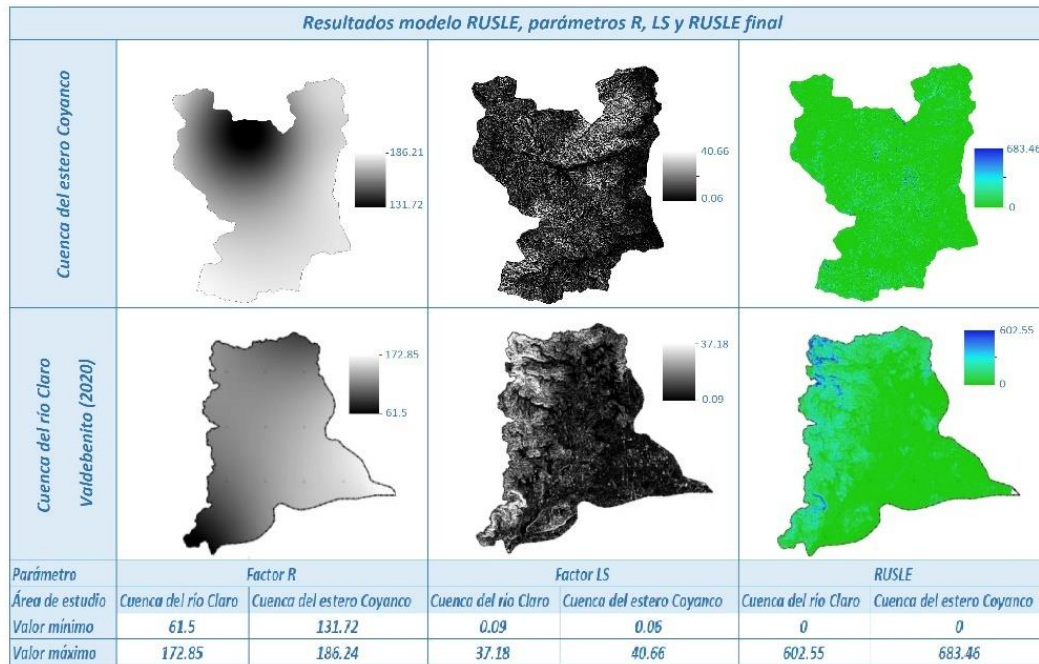 Resultados modelo RUSLE, parámetros R, LS y RUSLE final
Cuenca del estero Coyanco
186.21
131.72
40.66
0.06
683.46
0
Cuenca del río Claro
Valdebenito (2020)
172.85
61.5
37.18
0.09
602.55
0
Parámetro Factor R Factor LS RUSLE
Área de estudio Cuenca del río Claro Cuenca del estero Coyanco Cuenca del río Claro Cuenca del estero Coyanco Cuenca del río Claro Cuenca del estero Coyanco
Valor mínimo 61.5 131.72 0.09 0.06 0 0
Valor máximo 172.85 186.24 37.18 40.66 602.55 683.46